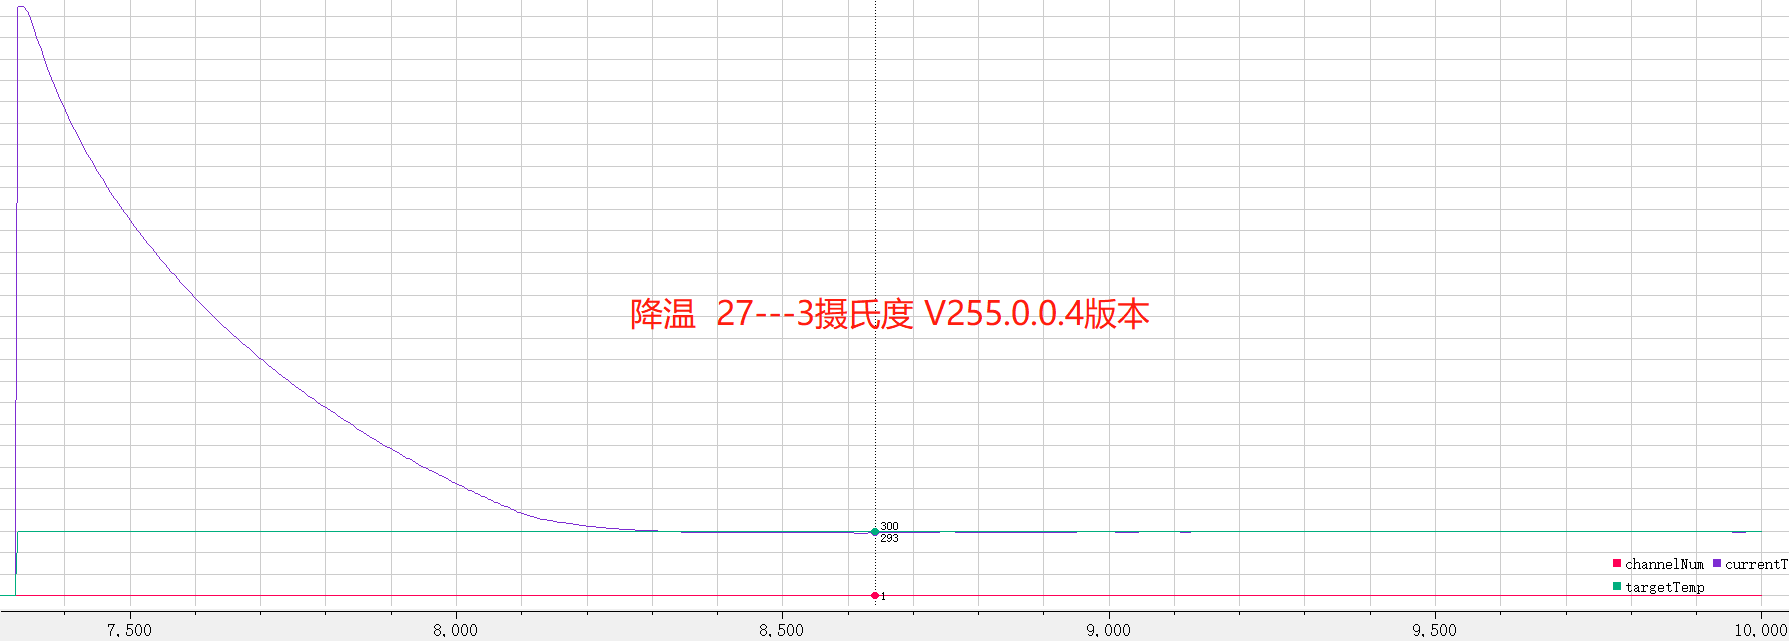 降温 27---3摄氏度 V255.0.0.4版本
300
293
channelNum currentT
targetTemp
1
7,500 8,000 8,500 9,000 9,500 10,000